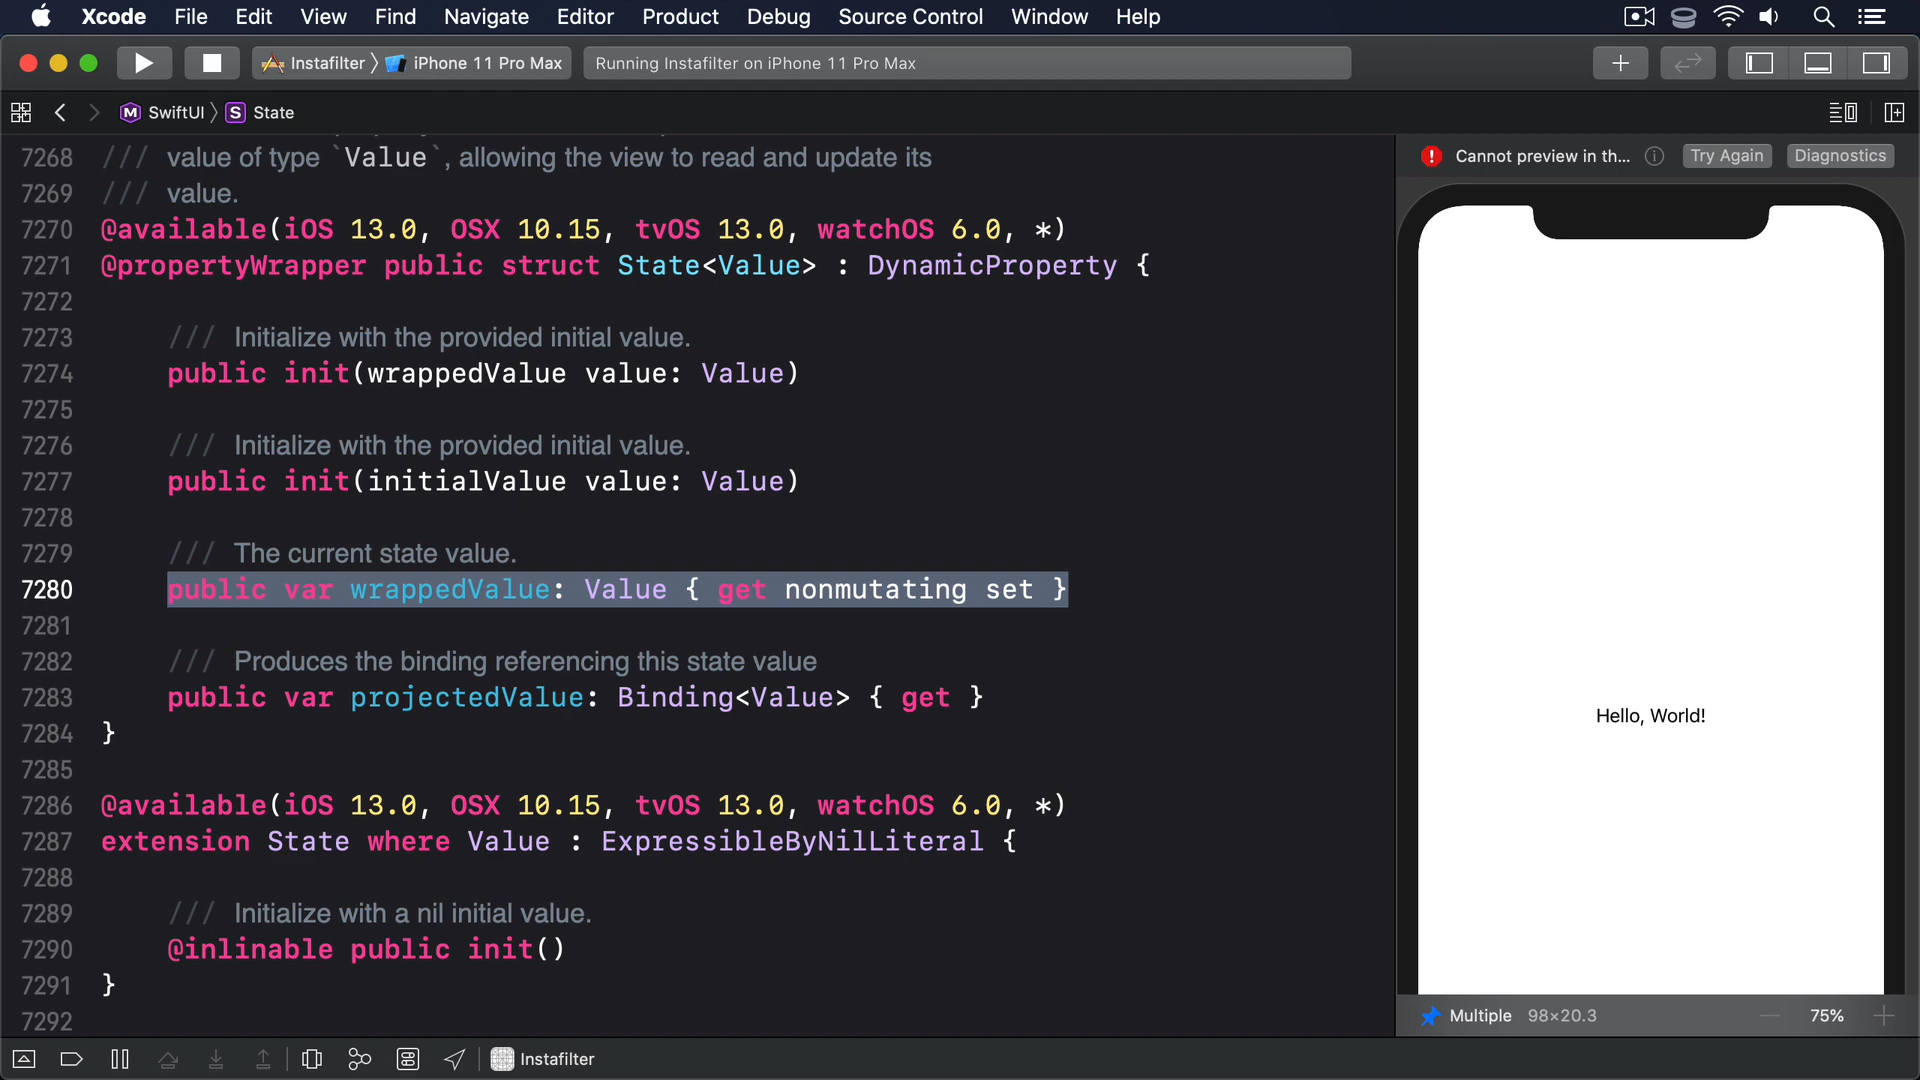 Xcode File Edit View Find Navigate Editor Product Debug Source Control Window Help
Instafilter iPhone 11 Pro Max Running Instafilter on iPhone 11 Pro Max
M SwiftUI S State
7268 /// value of type `Value`, allowing the view to read and update its
7269 /// value.
7270 @available(iOS 13.0, OSX 10.15, tvOS 13.0, watchOS 6.0, *)
7271 @propertyWrapper public struct State<Value> : DynamicProperty {
7272
7273 /// Initialize with the provided initial value.
7274 public init(wrappedValue value: Value)
7275
7276 /// Initialize with the provided initial value.
7277 public init(initialValue value: Value)
7278
7279 /// The current state value.
7280 public var wrappedValue: Value { get nonmutating set }
7281
7282 /// Produces the binding referencing this state value
7283 public var projectedValue: Binding<Value> { get }
7284 }
7285
7286 @available(iOS 13.0, OSX 10.15, tvOS 13.0, watchOS 6.0, *)
7287 extension State where Value : ExpressibleByNilLiteral {
7288
7289 /// Initialize with a nil initial value.
7290 @inlinable public init()
7291 }
7292
Cannot preview in th... Try Again Diagnostics
Hello, World!
Multiple 98×20.3 75%
Instafilter